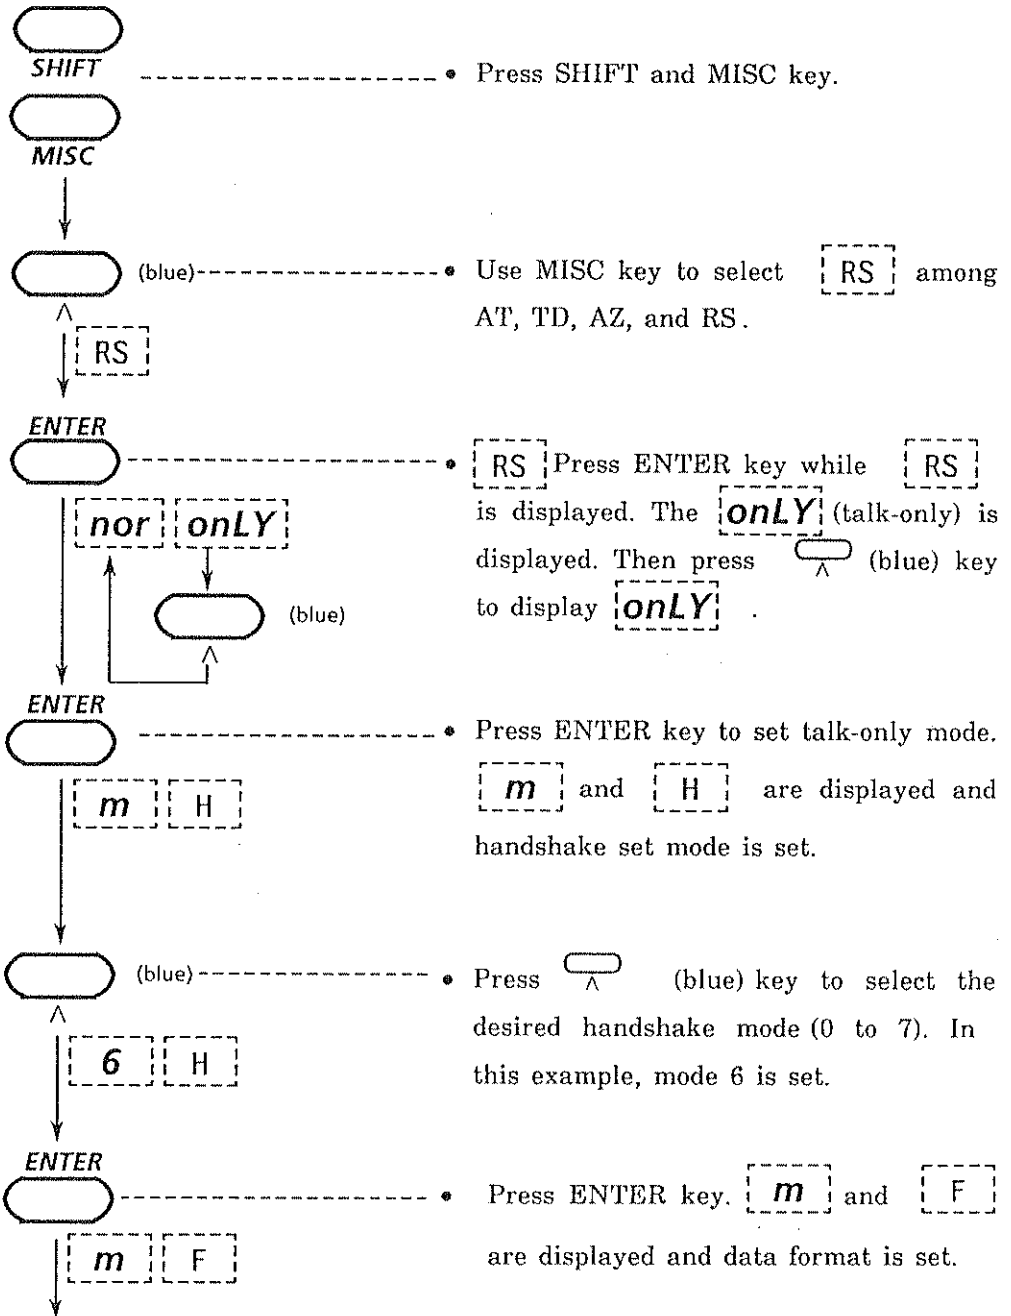 SHIFT
• Press SHIFT and MISC key.
MISC
(blue)
• Use MISC key to select RS among
AT, TD, AZ, and RS.
^
RS
ENTER
• RS Press ENTER key while RS
is displayed. The onLY (talk-only) is
displayed. Then press ^ (blue) key
to display onLY .
nor onLY
(blue)
^
ENTER
• Press ENTER key to set talk-only mode.
m and H are displayed and
handshake set mode is set.
m H
(blue)
• Press ^ (blue) key to select the
desired handshake mode (0 to 7). In
this example, mode 6 is set.
^
6 H
ENTER
• Press ENTER key. m and F
are displayed and data format is set.
m F